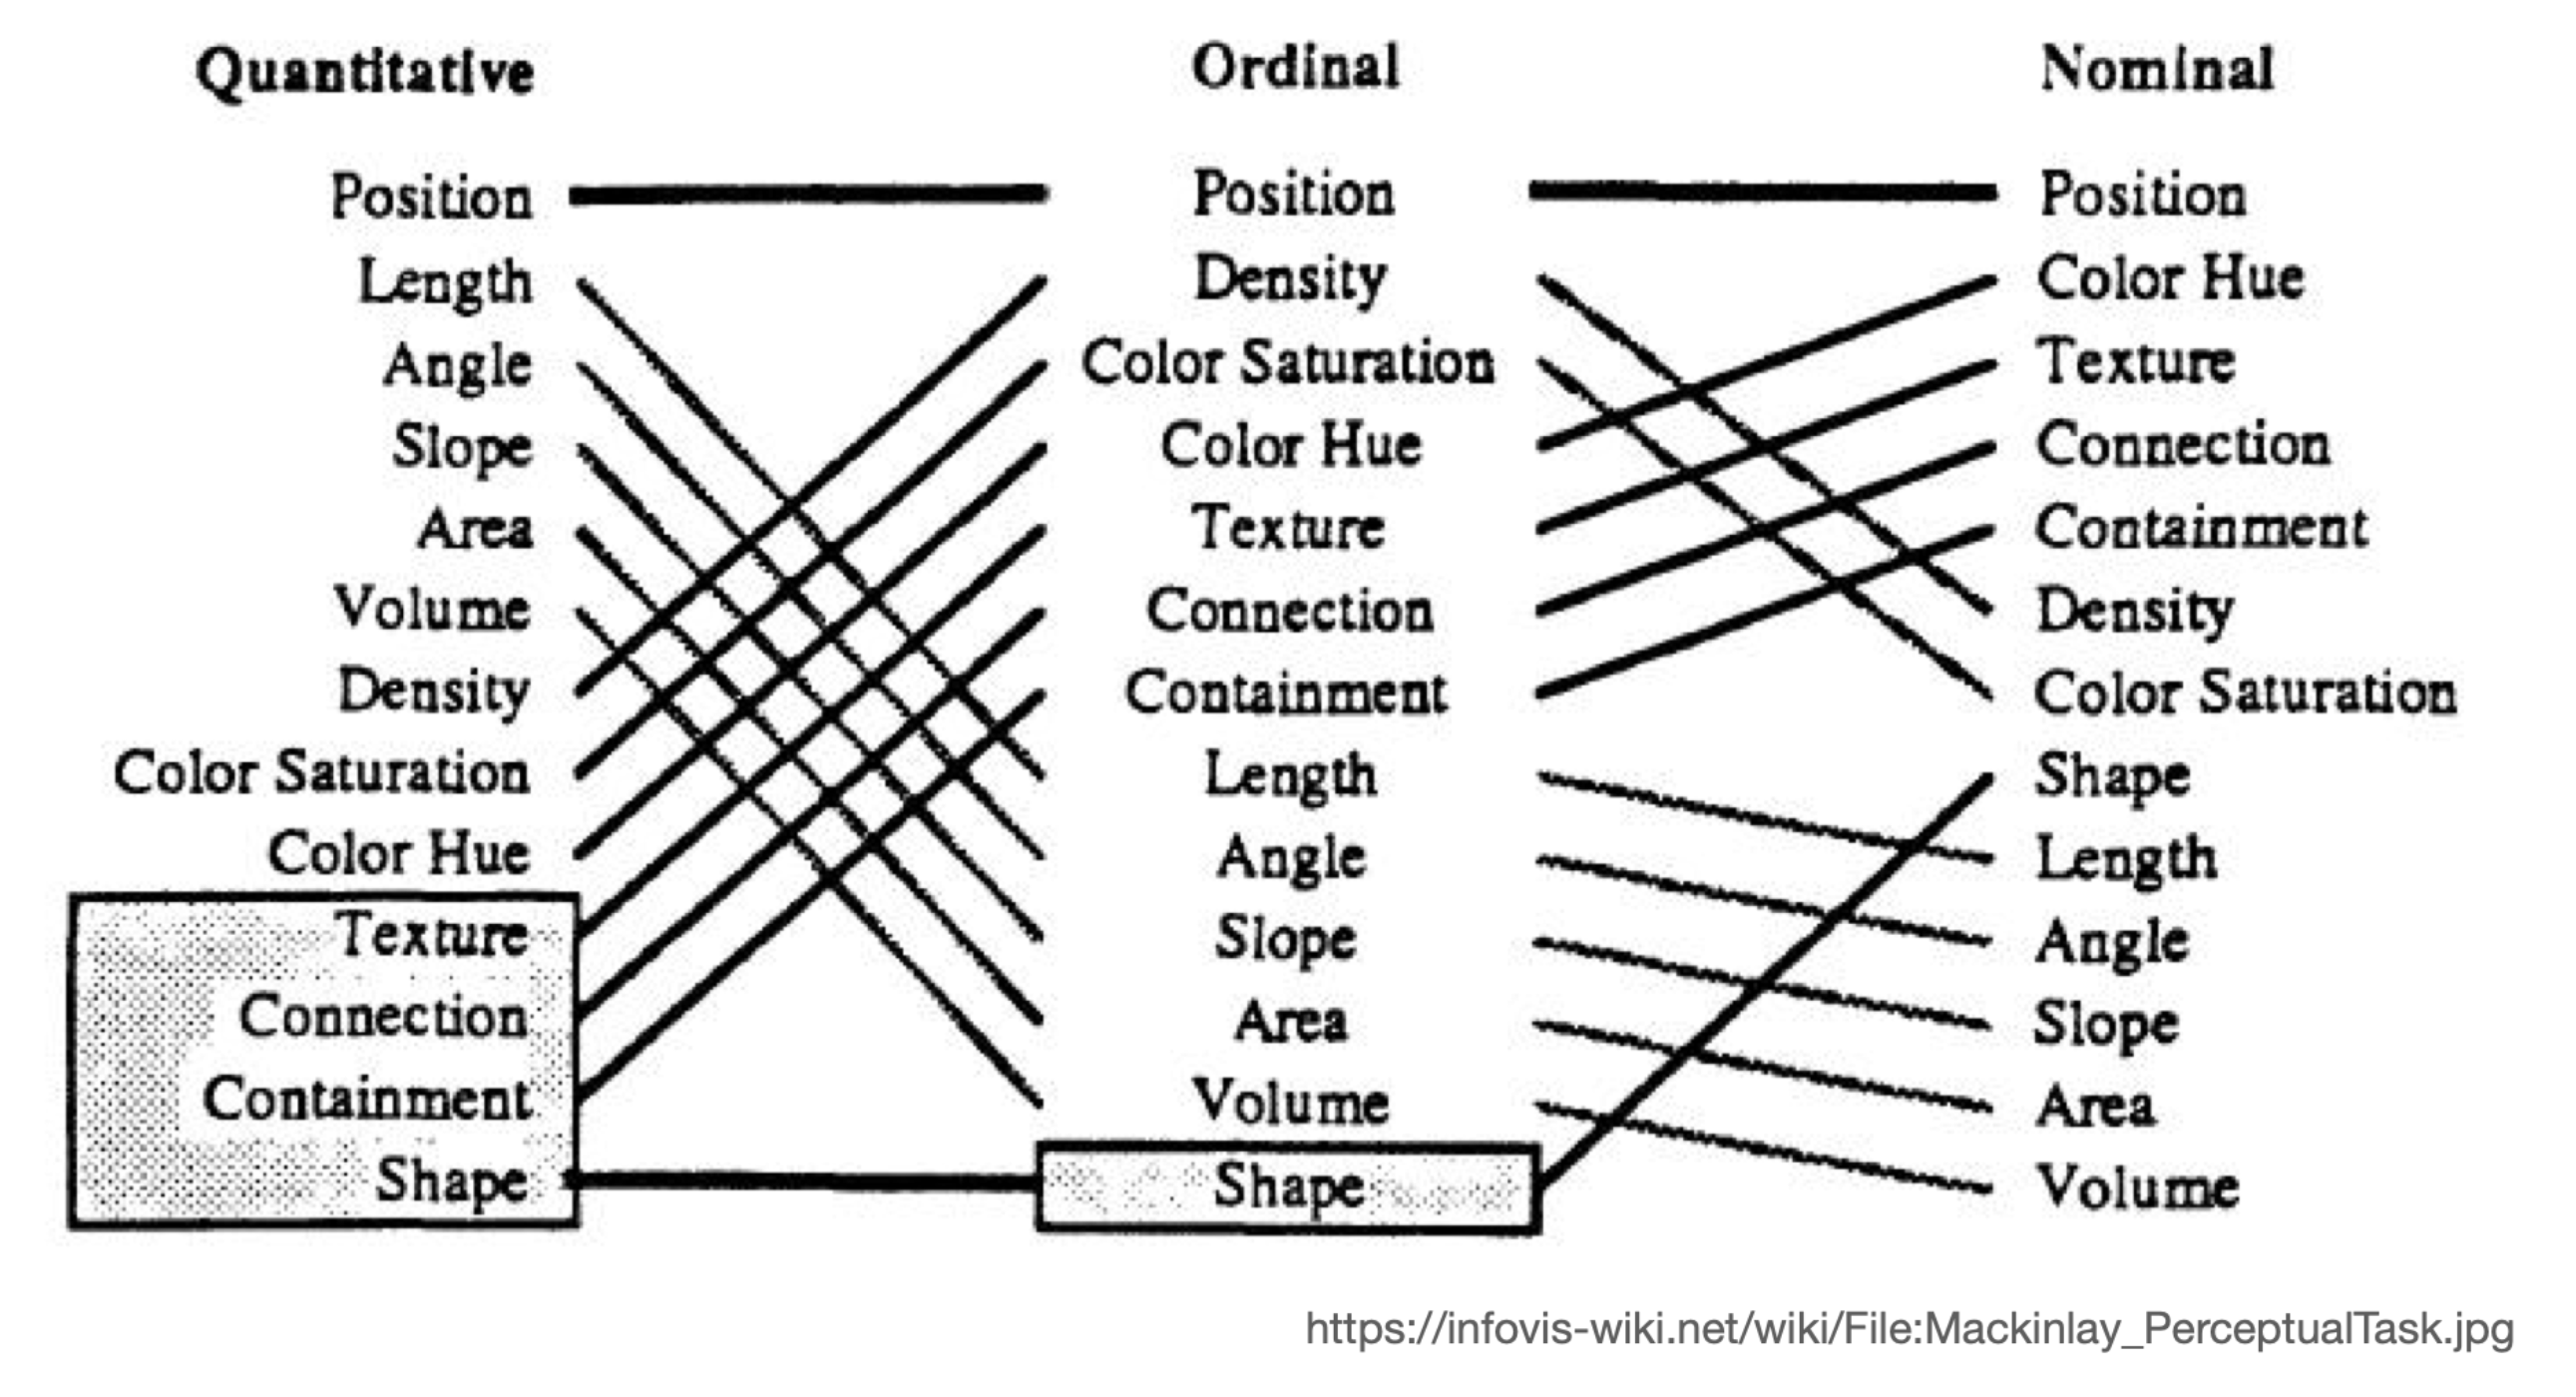 Quantitative
Position
Length
Angle
Slope
Area
Volume
Density
Color Saturation
Color Hue
Texture
Connection
Containment
Shape
Ordinal
Position
Density
Color Saturation
Color Hue
Texture
Connection
Containment
Length
Angle
Slope
Area
Volume
Shape
Nominal
Position
Color Hue
Texture
Connection
Containment
Density
Color Saturation
Shape
Length
Angle
Slope
Area
Volume
https://infovis-wiki.net/wiki/File:Mackinlay_PerceptualTask.jpg